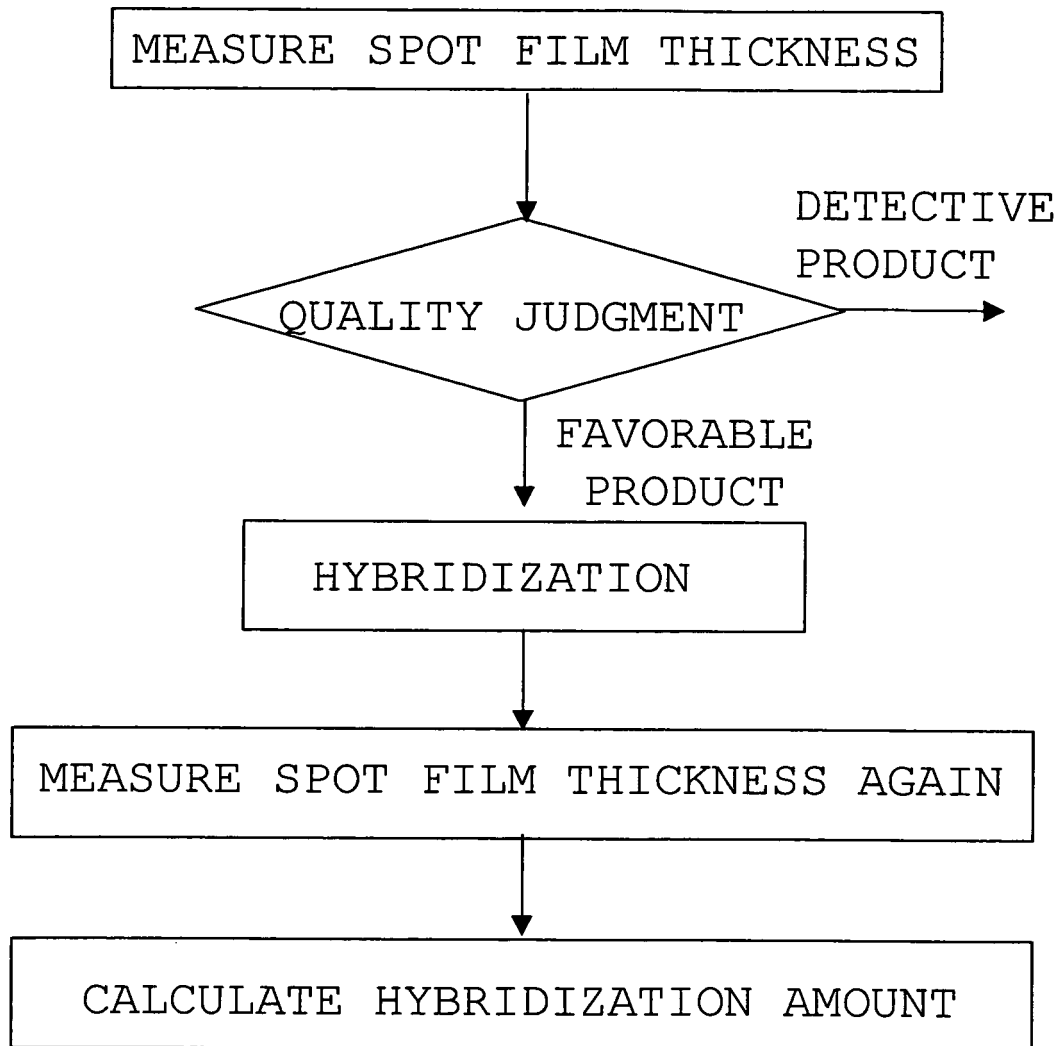 MEASURE SPOT FILM THICKNESS
DETECTIVE
PRODUCT
QUALITY JUDGMENT
FAVORABLE
PRODUCT
HYBRIDIZATION
MEASURE SPOT FILM THICKNESS AGAIN
CALCULATE HYBRIDIZATION AMOUNT